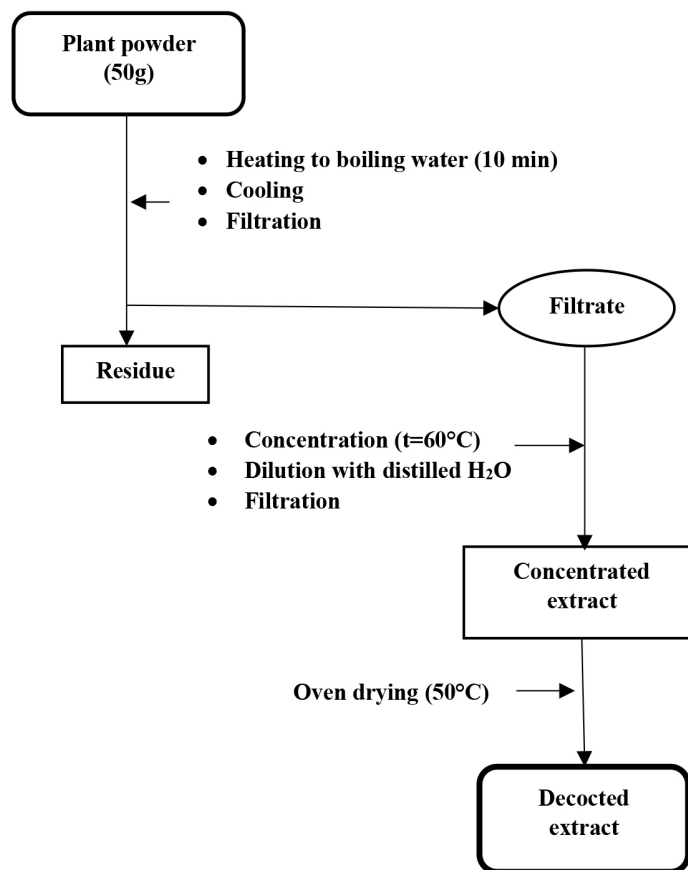 Plant powder
(50g)
• Heating to boiling water (10 min)
• Cooling
• Filtration
Filtrate
Residue
• Concentration (t=60°C)
• Dilution with distilled H₂O
• Filtration
Concentrated
extract
Oven drying (50°C)
Decocted
extract